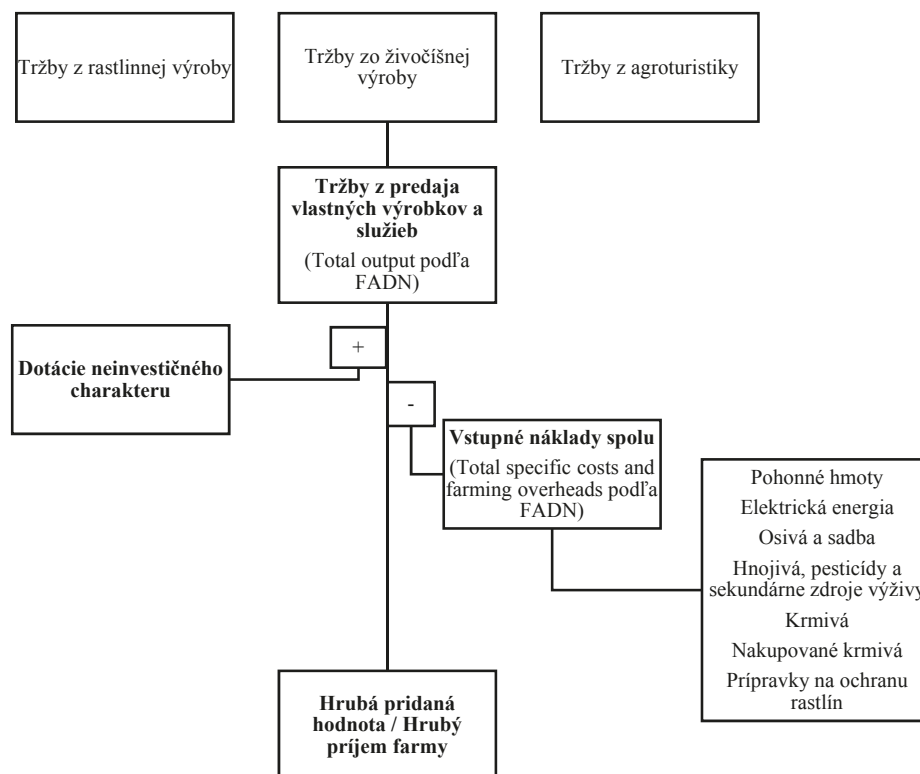 Tržby z rastlinnej výroby
Tržby zo živočíšnej
výroby
Tržby z agroturistiky
Tržby z predaja
vlastných výrobkov a
služieb
(Total output podľa
FADN)
+
Dotácie neinvestičného
charakteru
-
Vstupné náklady spolu
(Total specific costs and
farming overheads podľa
FADN)
Pohonné hmoty
Elektrická energia
Osivá a sadba
Hnojivá, pesticídy a
sekundárne zdroje výživy
Krmivá
Nakupované krmivá
Prípravky na ochranu
rastlín
Hrubá pridaná
hodnota / Hrubý
príjem farmy